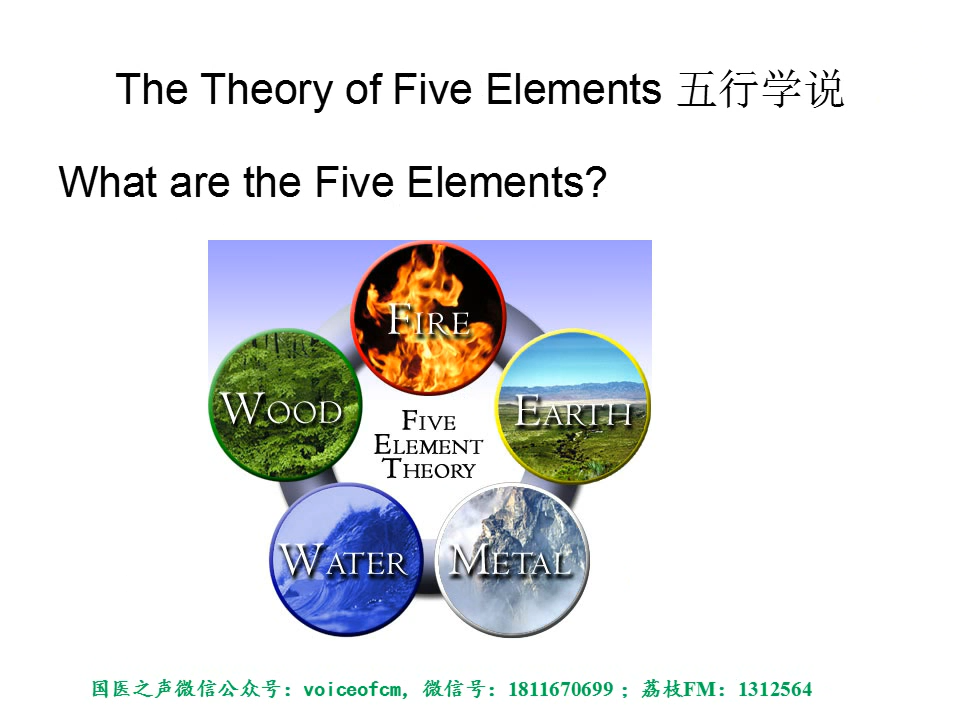 The Theory of Five Elements 五行学说
What are the Five Elements?
FIRE
WOOD
EARTH
FIVE
ELEMENT
THEORY
WATER
METAL
国医之声微信公众号：voiceofcm，微信号：1811670699；荔枝FM：1312564